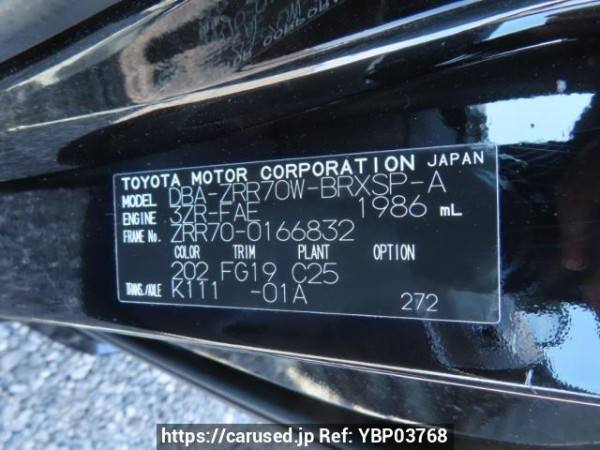 TOYOTA MOTOR CORPORATION JAPAN
MODEL DBA-ZRR70W-BRXSP-A
ENGINE 3ZR-FAE 1986 mL
FRAME No. ZRR70-0166832
COLOR TRIM PLANT OPTION
202 FG19 C25
TRANS./AXLE K111 -01A 272
https://carused.jp Ref: YBP03768